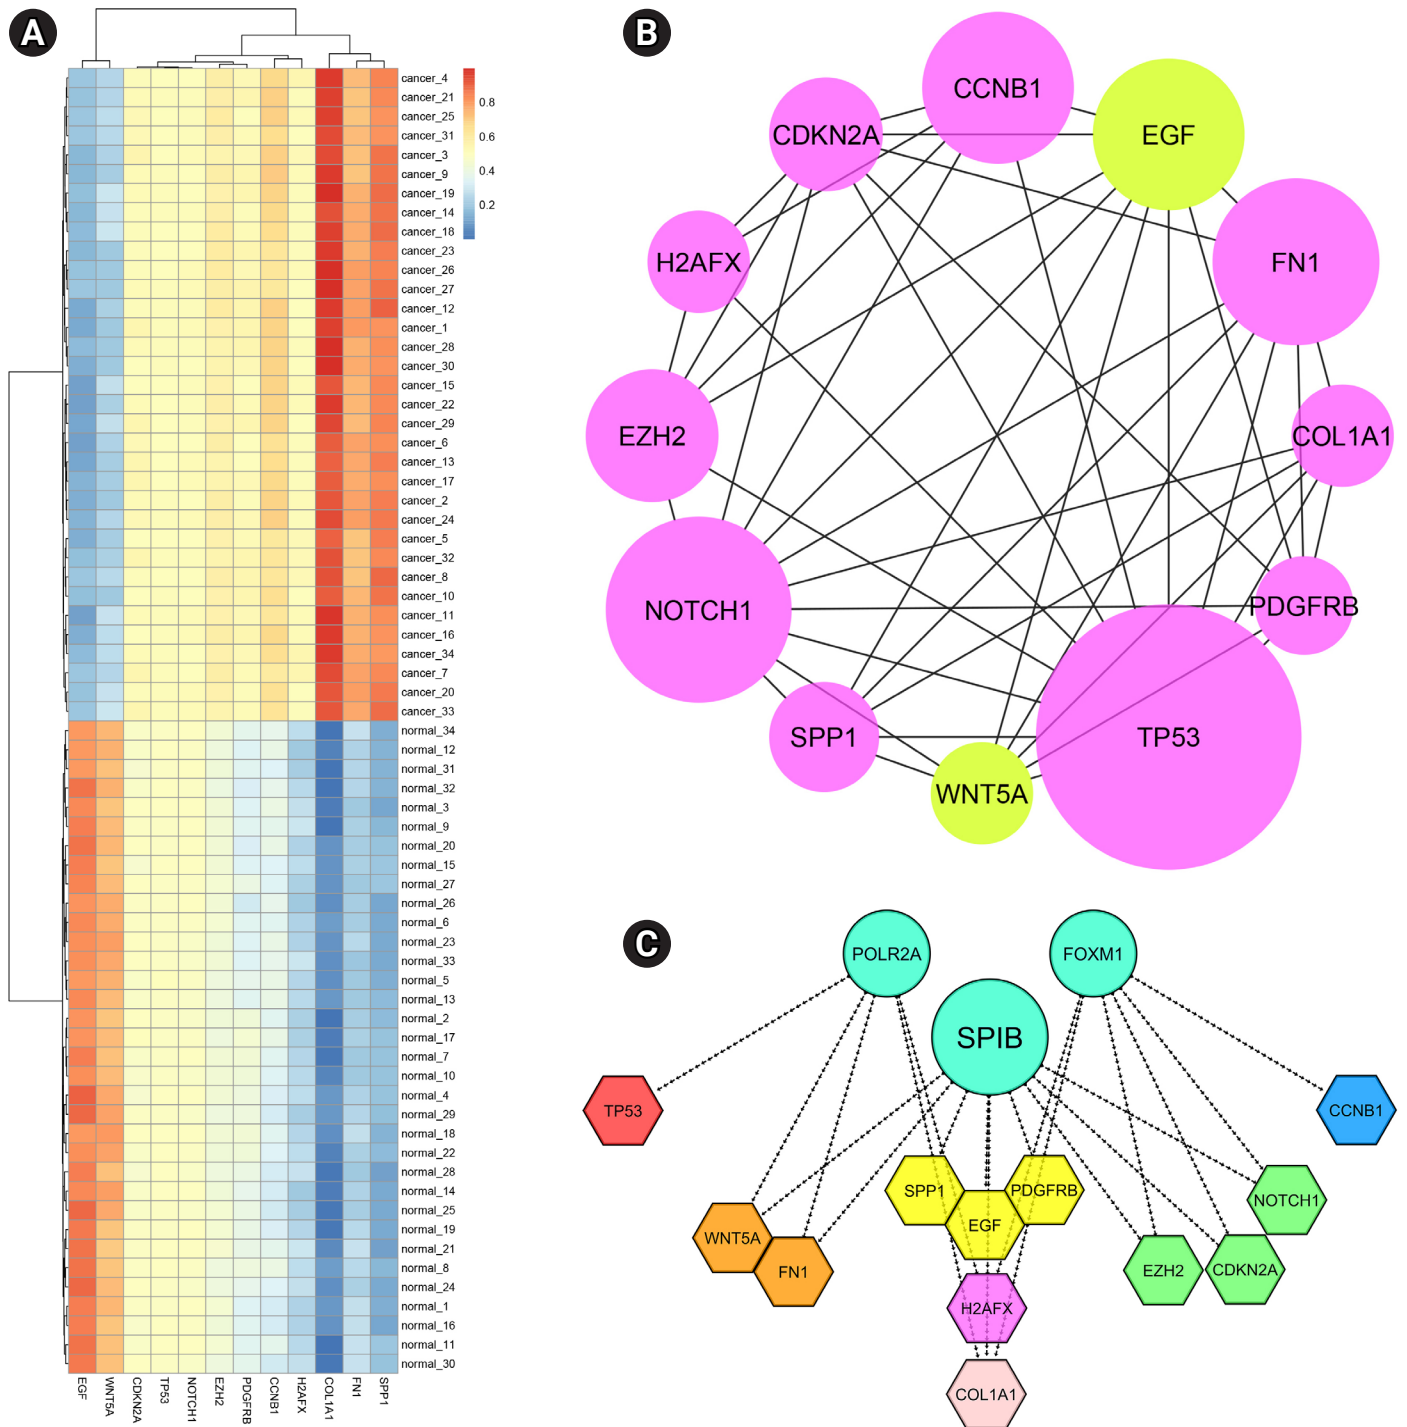 A
cancer_4
cancer_21
cancer_25
cancer_31
cancer_3
cancer_9
cancer_19
cancer_14
cancer_18
cancer_23
cancer_26
cancer_27
cancer_12
cancer_1
cancer_28
cancer_30
cancer_15
cancer_22
cancer_29
cancer_6
cancer_13
cancer_17
cancer_2
cancer_24
cancer_5
cancer_32
cancer_8
cancer_10
cancer_11
cancer_16
cancer_34
cancer_7
cancer_20
cancer_33
normal_34
normal_12
normal_31
normal_32
normal_3
normal_9
normal_20
normal_15
normal_27
normal_26
normal_6
normal_23
normal_33
normal_5
normal_13
normal_2
normal_17
normal_7
normal_10
normal_4
normal_29
normal_18
normal_22
normal_28
normal_14
normal_25
normal_19
normal_21
normal_8
normal_24
normal_1
normal_16
normal_11
normal_30
0.8
0.6
0.4
0.2
EGF
WNT5A
CDKN2A
TP53
NOTCH1
EZH2
PDGFRB
CCNB1
H2AFX
COL1A1
FN1
SPP1
B
CCNB1
CDKN2A
EGF
H2AFX
FN1
EZH2
COL1A1
NOTCH1
PDGFRB
SPP1
TP53
WNT5A
C
POLR2A
FOXM1
SPIB
TP53
CCNB1
SPP1
PDGFRB
NOTCH1
EGF
WNT5A
FN1
EZH2
CDKN2A
H2AFX
COL1A1